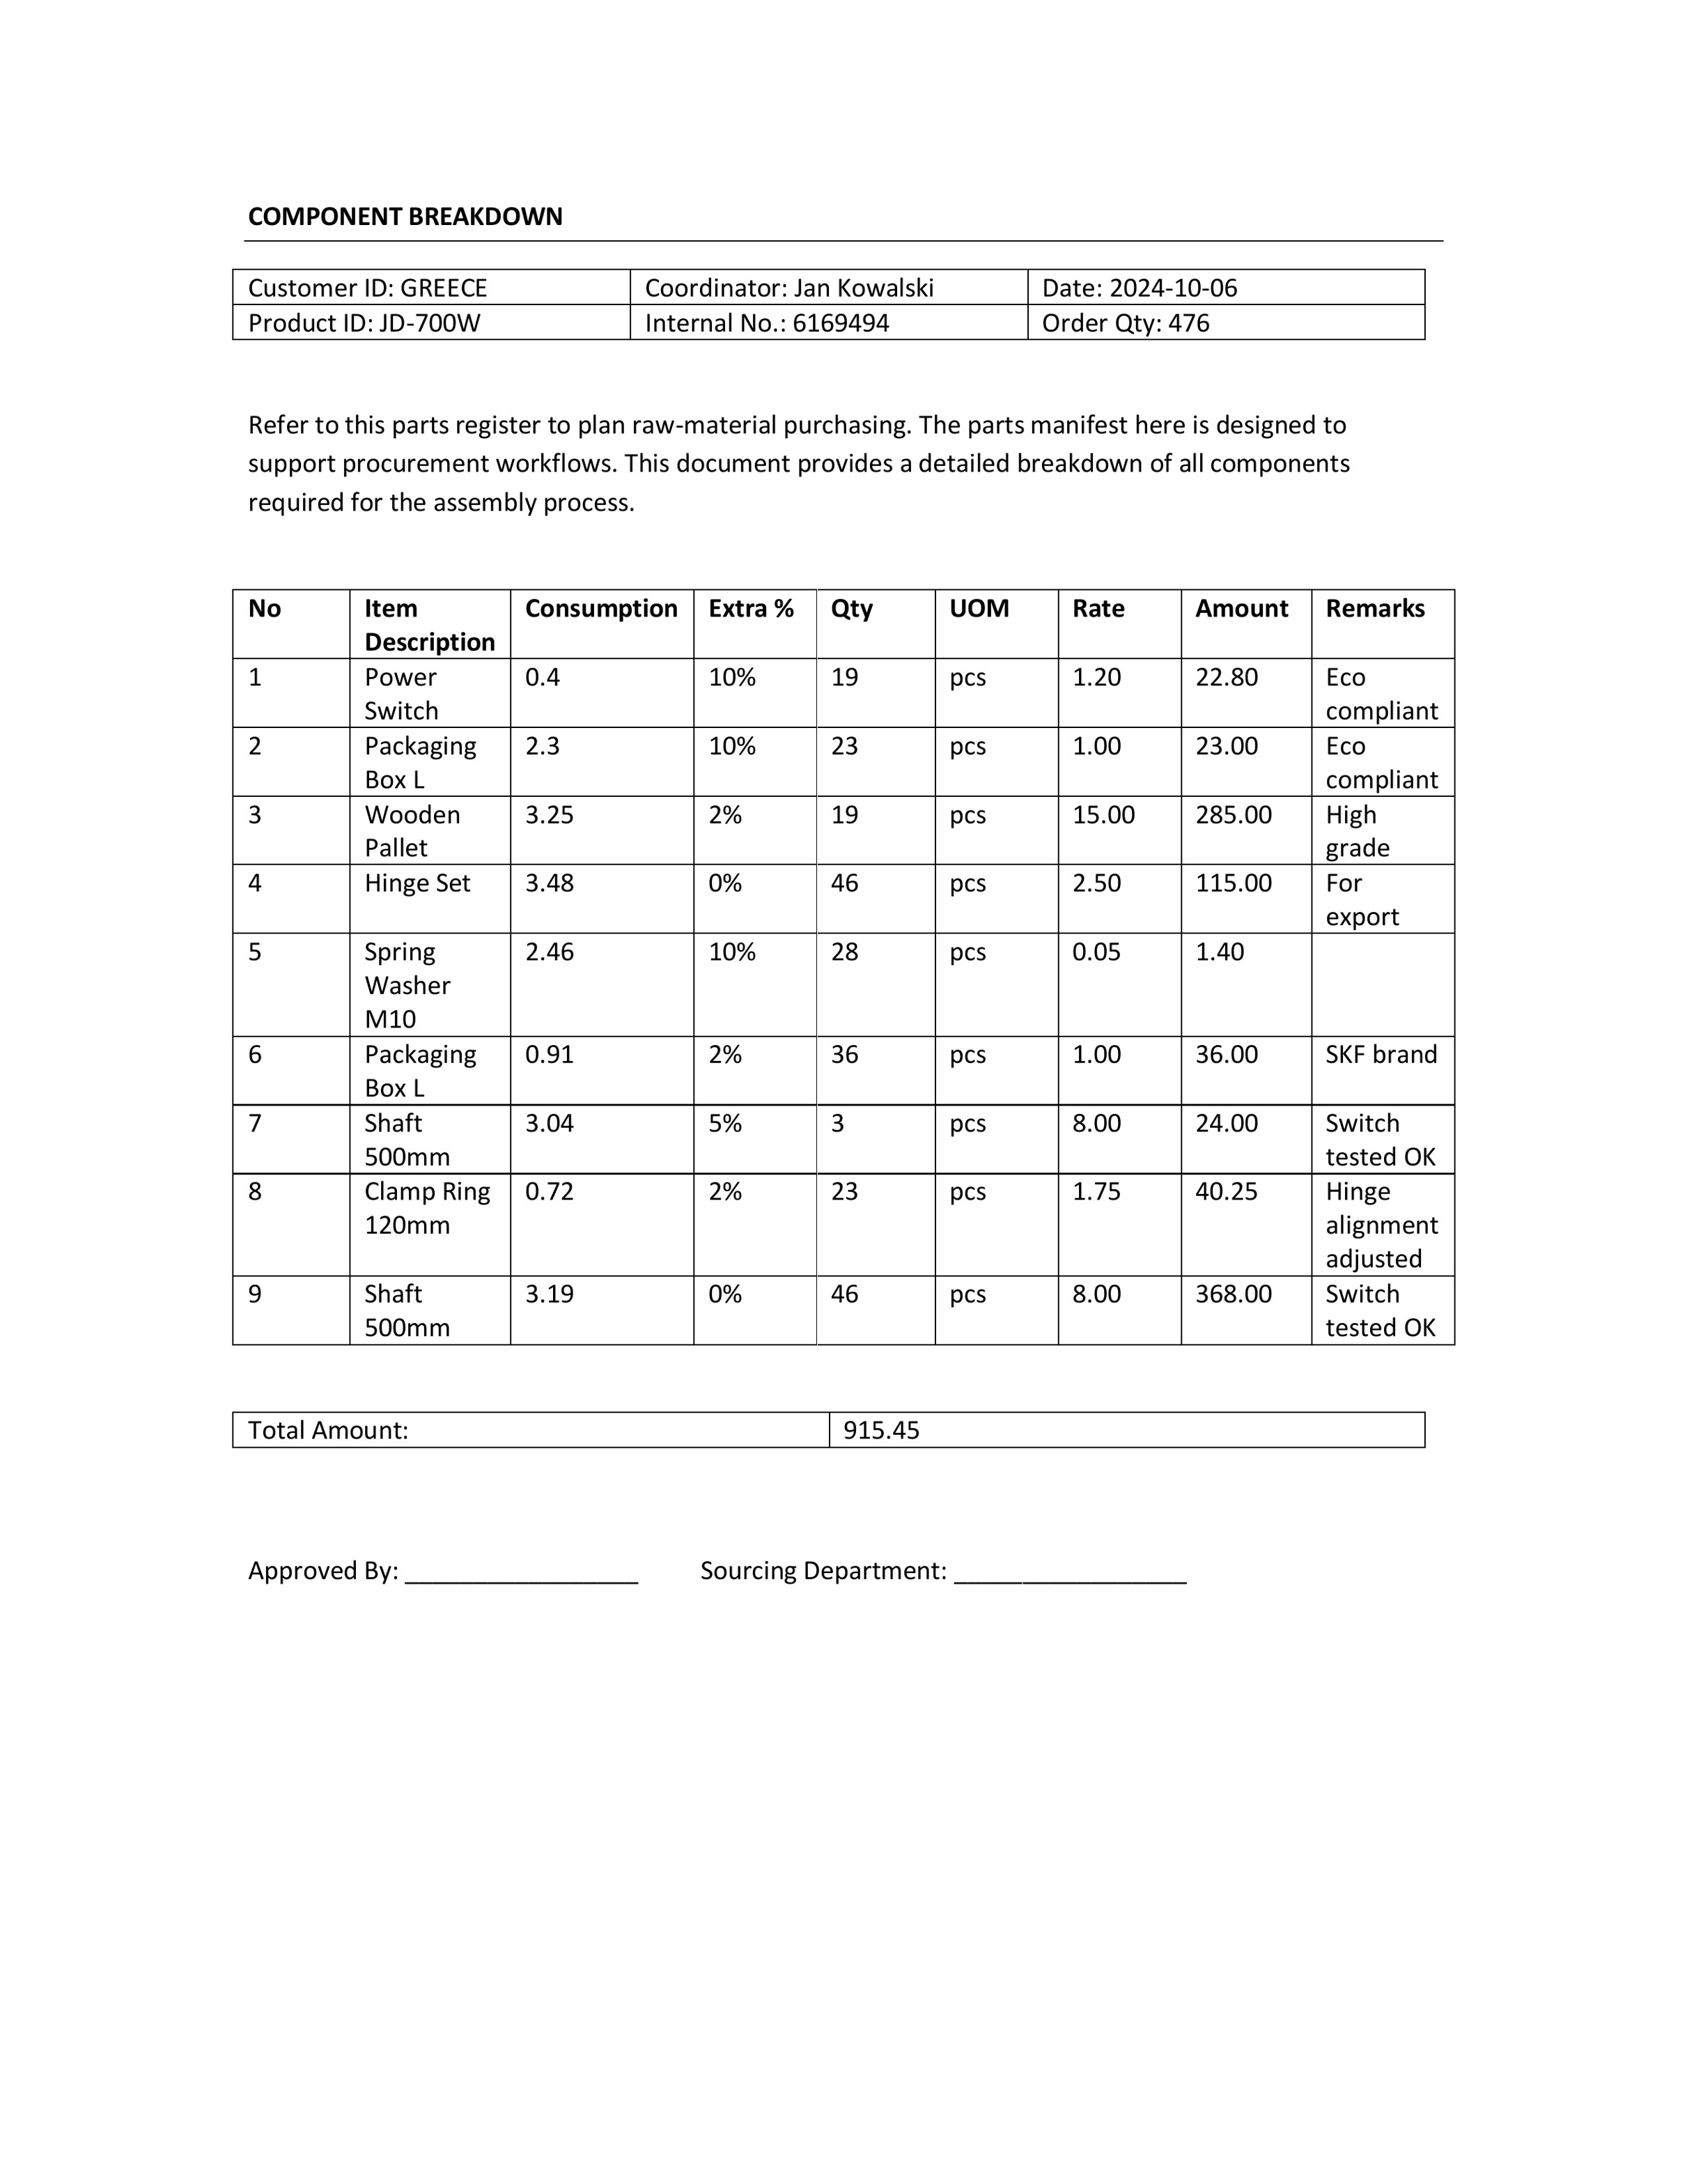 COMPONENT BREAKDOWN
Customer ID: GREECE Coordinator: Jan Kowalski Date: 2024-10-06
Product ID: JD-700W Internal No.: 6169494 Order Qty: 476
Refer to this parts register to plan raw-material purchasing. The parts manifest here is designed to
support procurement workflows. This document provides a detailed breakdown of all components
required for the assembly process.
No Item Consumption Extra % Qty UOM Rate Amount Remarks
Description
1 Power 0.4 10% 19 pcs 1.20 22.80 Eco
Switch compliant
2 Packaging 2.3 10% 23 pcs 1.00 23.00 Eco
Box L compliant
3 Wooden 3.25 2% 19 pcs 15.00 285.00 High
Pallet grade
4 Hinge Set 3.48 0% 46 pcs 2.50 115.00 For
export
5 Spring 2.46 10% 28 pcs 0.05 1.40
Washer
M10
6 Packaging 0.91 2% 36 pcs 1.00 36.00 SKF brand
Box L
7 Shaft 3.04 5% 3 pcs 8.00 24.00 Switch
500mm tested OK
8 Clamp Ring 0.72 2% 23 pcs 1.75 40.25 Hinge
120mm alignment
adjusted
9 Shaft 3.19 0% 46 pcs 8.00 368.00 Switch
500mm tested OK
Total Amount: 915.45
Approved By: _________________ Sourcing Department: _________________